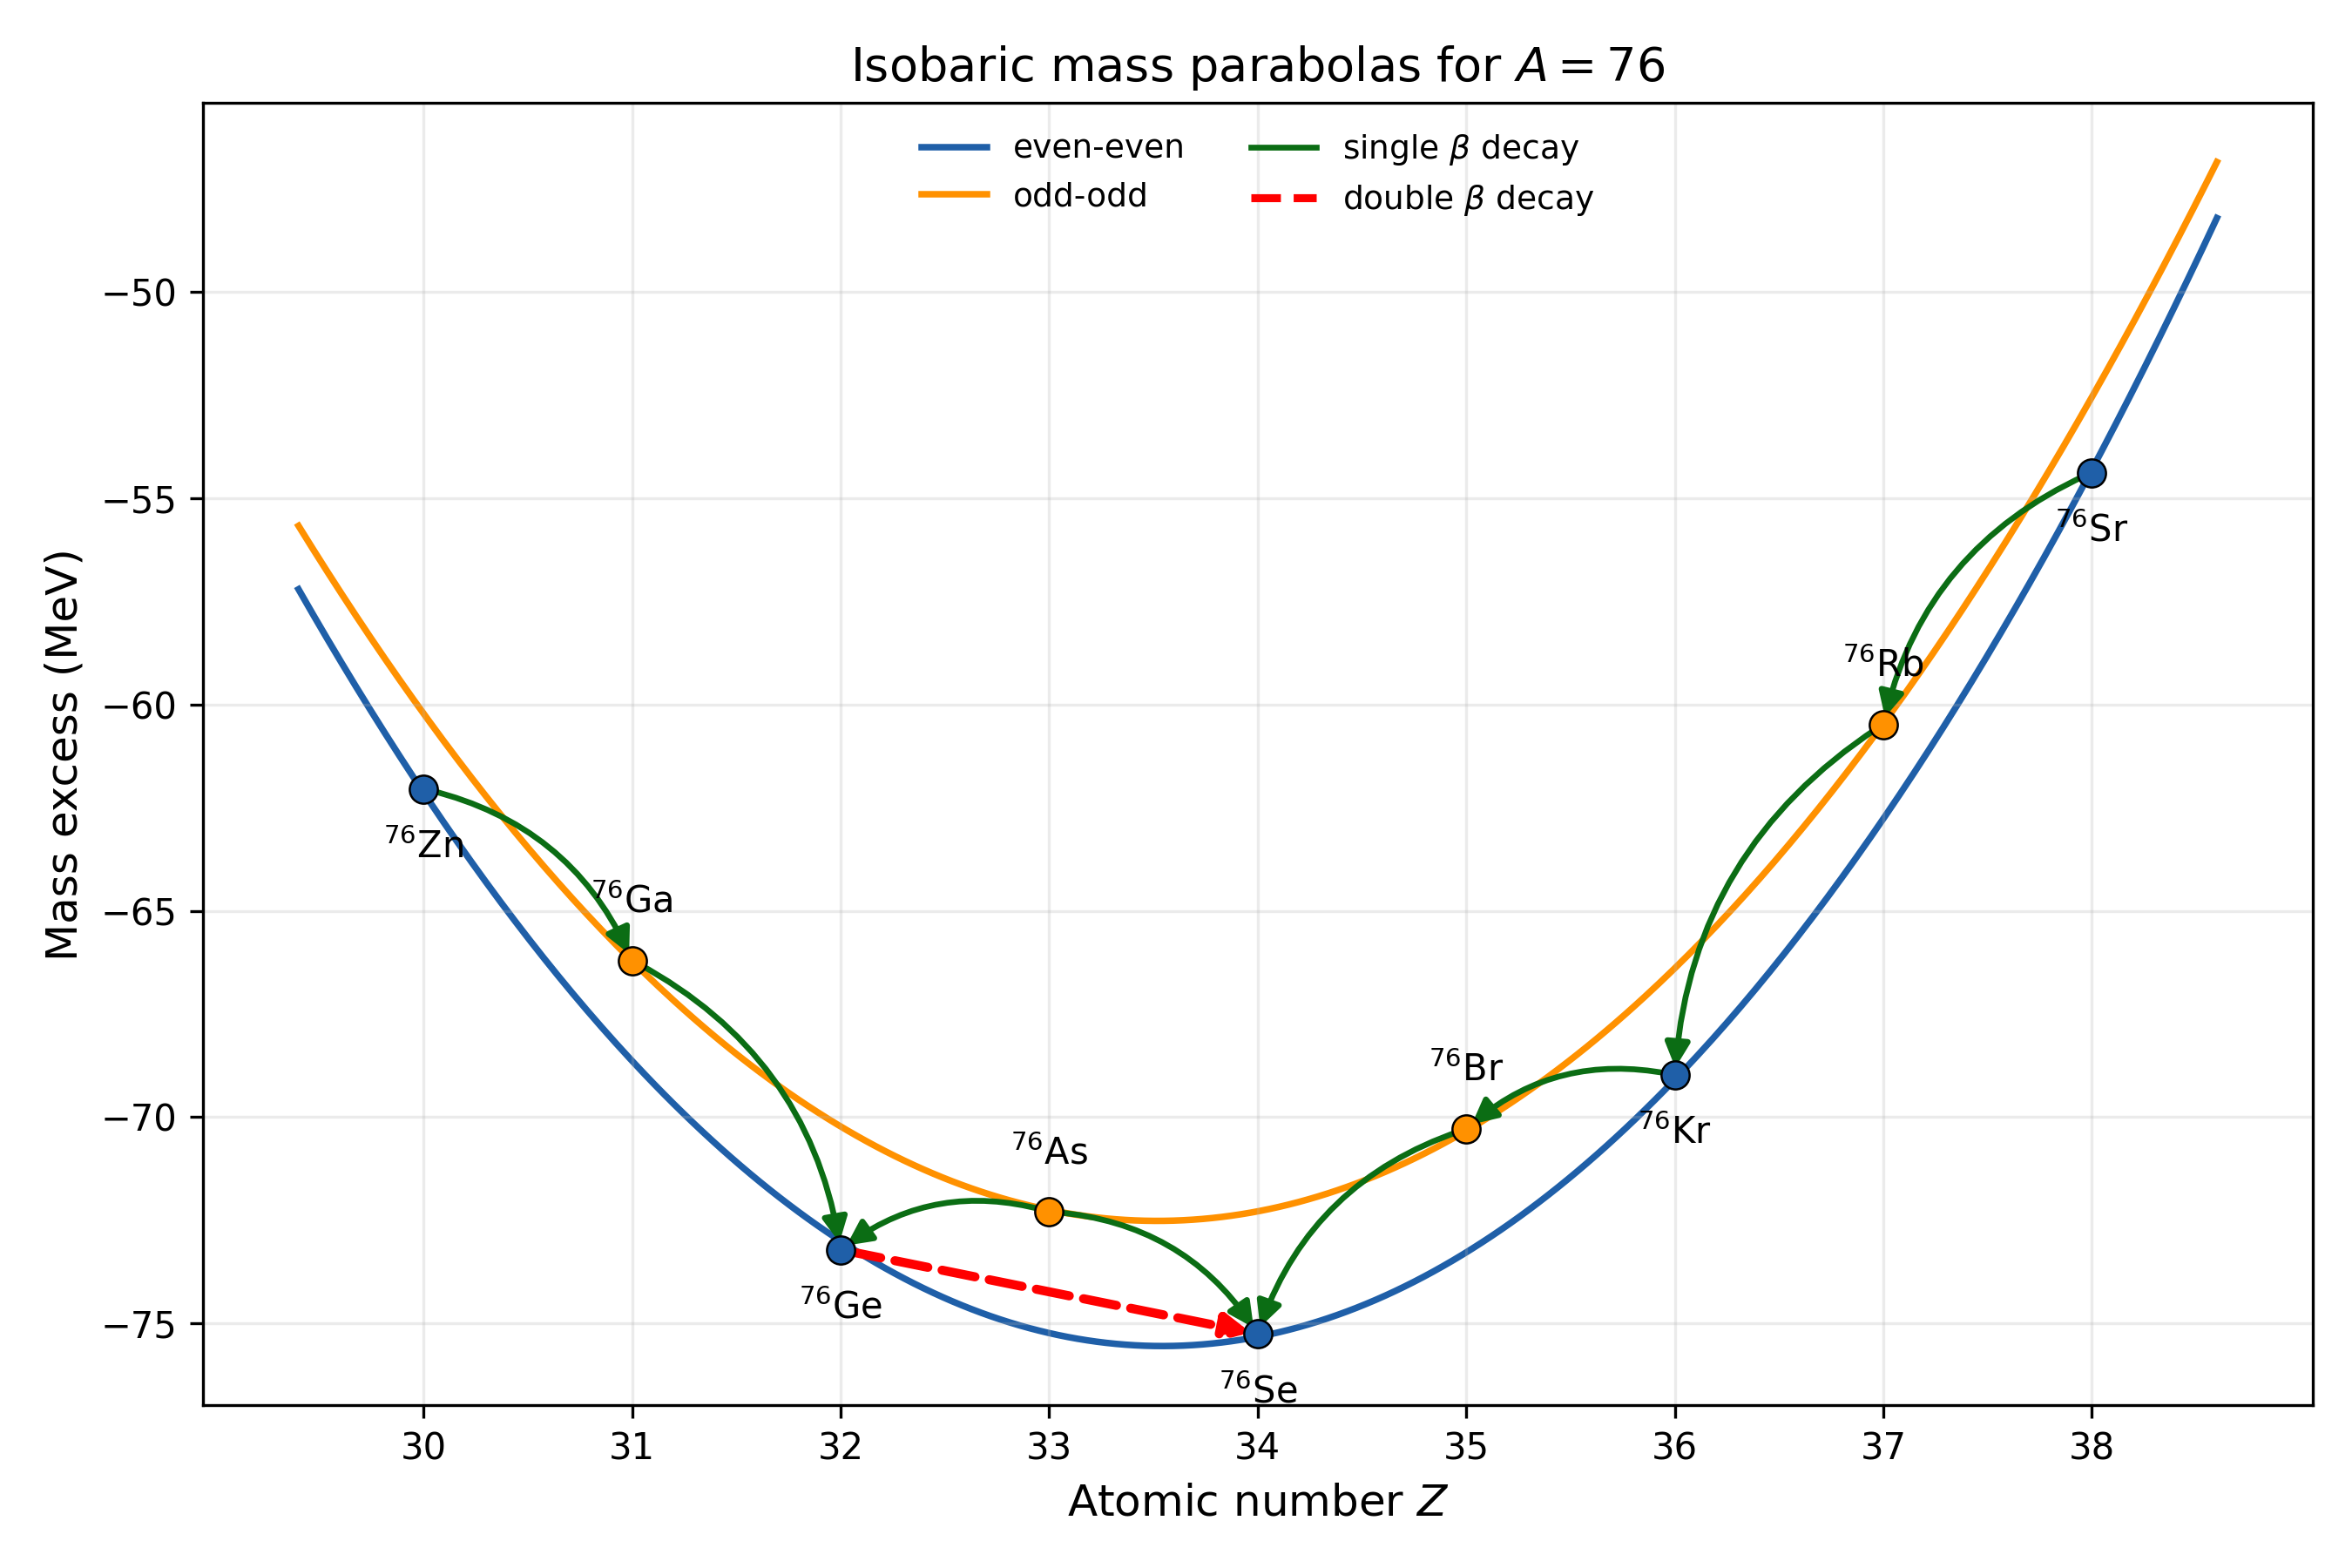 Isobaric mass parabolas for A = 76
even-even
odd-odd
single β decay
double β decay
Mass excess (MeV)
−50
−55
−60
−65
−70
−75
⁷⁶Sr
⁷⁶Rb
⁷⁶Zn
⁷⁶Ga
⁷⁶Br
⁷⁶Kr
⁷⁶As
⁷⁶Ge
⁷⁶Se
30 31 32 33 34 35 36 37 38
Atomic number Z